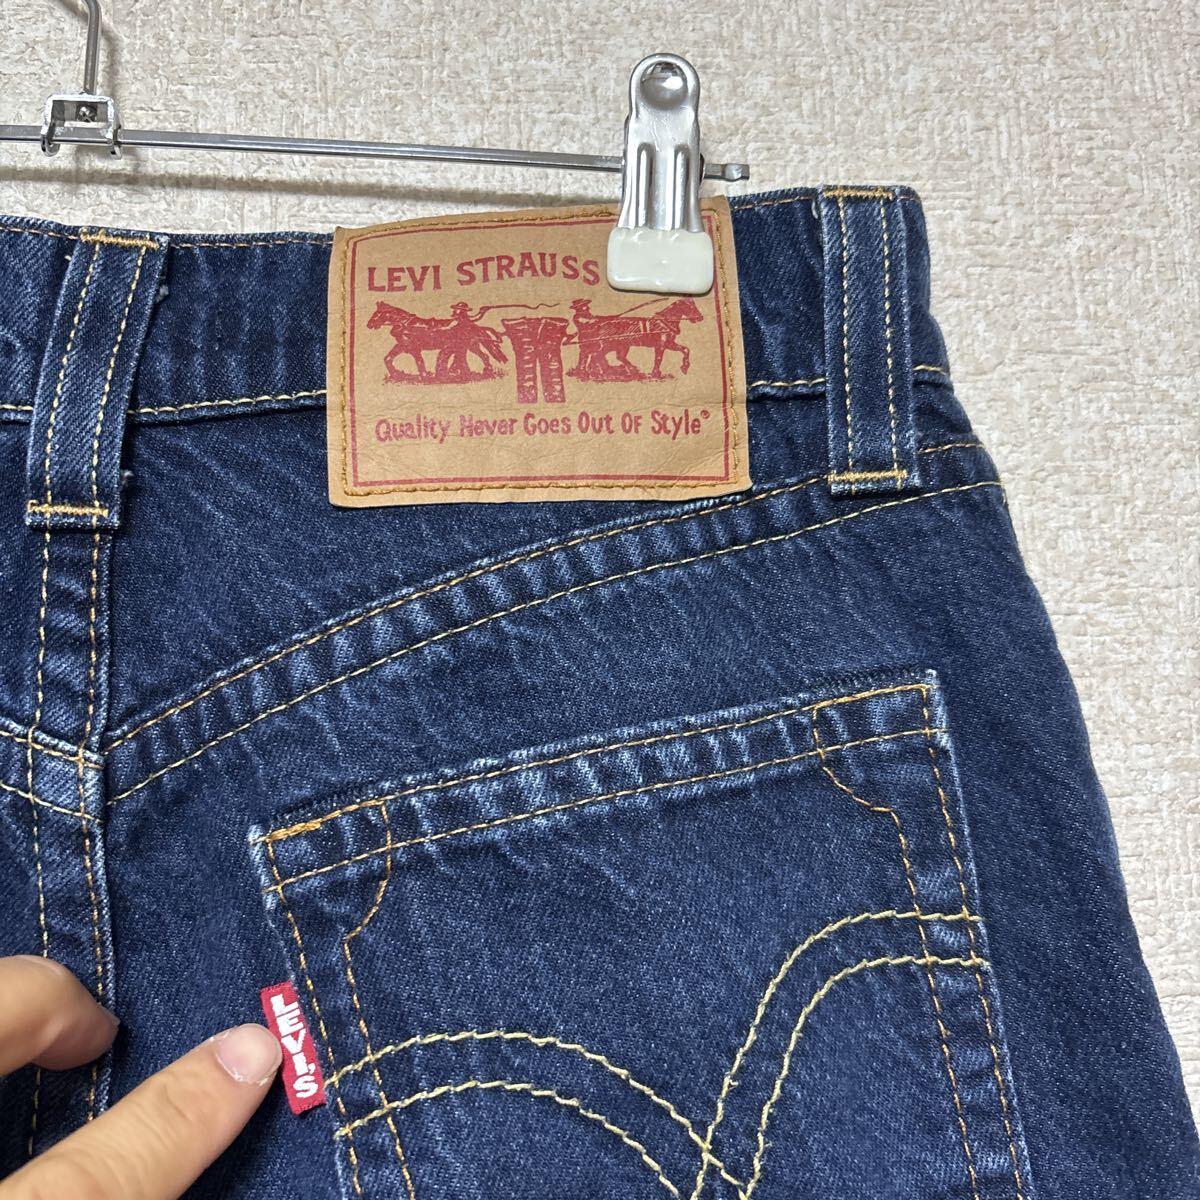 LEVI STRAUSS
Quality Never Goes Out Of Style®
LEVI'S